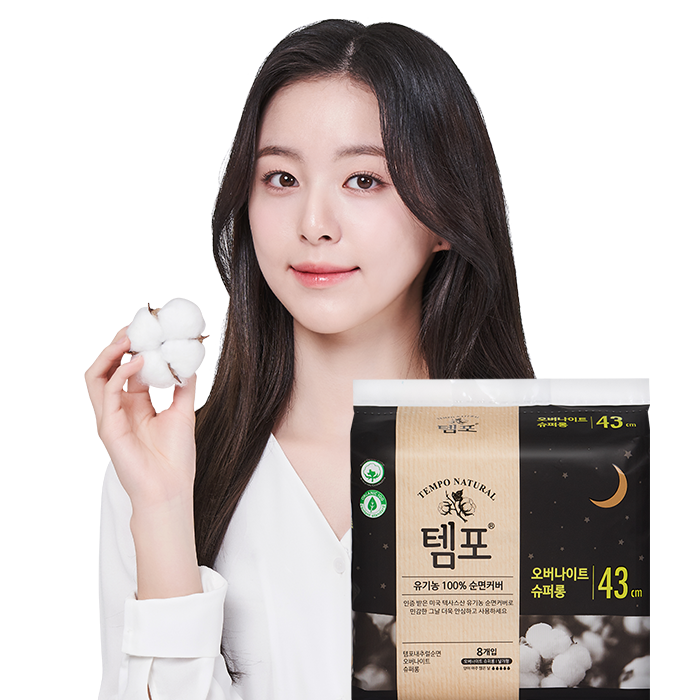 템포
오버나이트
슈퍼롱
43 cm
TEMPO NATURAL
템포®
유기농 100% 순면커버
인증 받은 미국 텍사스산 유기농 순면커버로
민감한 그날 더욱 안심하고 사용하세요
오버나이트
슈퍼롱
43 cm
템포내추럴순면
오버나이트
슈퍼롱
8개입